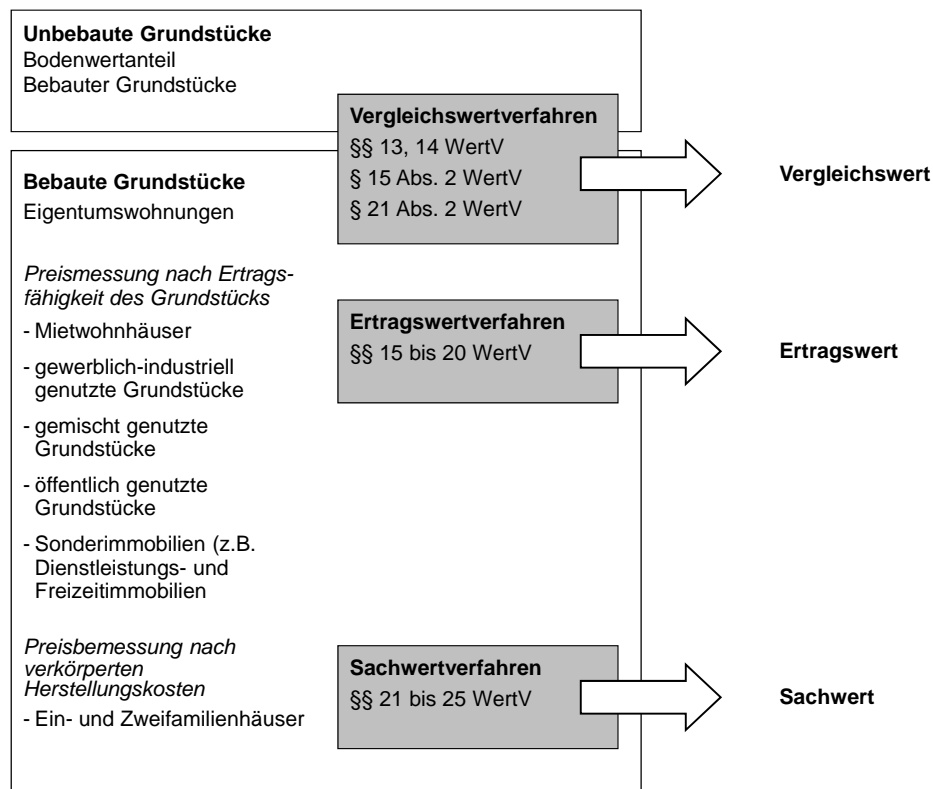 Unbebaute Grundstücke
Bodenwertanteil
Bebauter Grundstücke
Vergleichswertverfahren
§§ 13, 14 WertV
§ 15 Abs. 2 WertV
§ 21 Abs. 2 WertV
Vergleichswert
Bebaute Grundstücke
Eigentumswohnungen
Preismessung nach Ertrags-
fähigkeit des Grundstücks
- Mietwohnhäuser
- gewerblich-industriell
genutzte Grundstücke
- gemischt genutzte
Grundstücke
- öffentlich genutzte
Grundstücke
- Sonderimmobilien (z.B.
Dienstleistungs- und
Freizeitimmobilien
Ertragswertverfahren
§§ 15 bis 20 WertV
Ertragswert
Preisbemessung nach
verkörperten
Herstellungskosten
- Ein- und Zweifamilienhäuser
Sachwertverfahren
§§ 21 bis 25 WertV
Sachwert